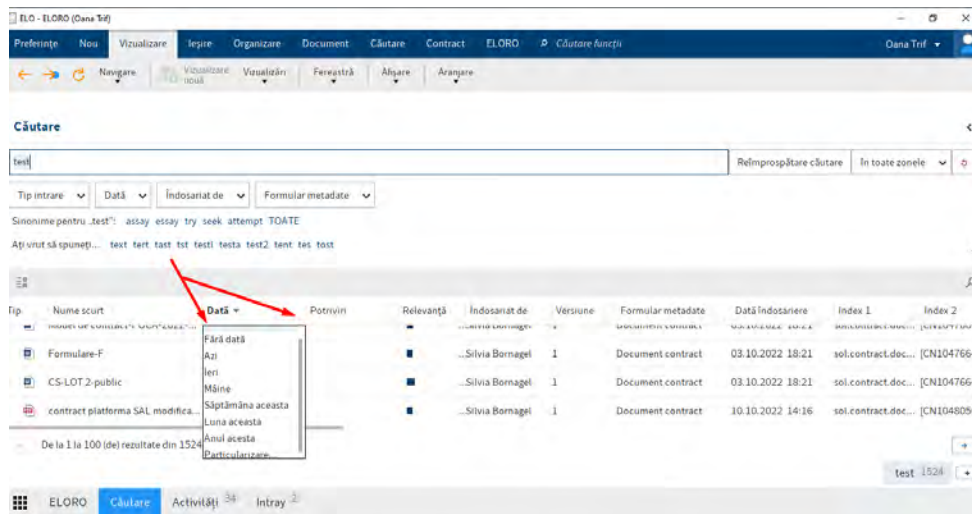 ELO - ELORO (Oana Trif)
Preferințe Nou Vizualizare Ieșire Organizare Document Căutare Contract ELORO Căutare funcții Oana Trif
Navigare Vizualizare nouă Vizualizări Fereastră Afișare Aranjare
Căutare
test Reîmprospătare căutare În toate zonele
Tip intrare Dată Îndosariat de Formular metadate
Sinonime pentru „test": assay essay try seek attempt TOATE
Ați vrut să spuneți... text tert tast tst testi testa test2 tent tes tost
Tip Nume scurt Dată Potriviri Relevanță Îndosariat de Versiune Formular metadate Dată îndosariere Index 1 Index 2
Fără dată
Formulare-F Azi ...Silvia Bornagel 1 Document contract 03.10.2022 18:21 sol.contract.doc... [CN104766
Ieri
CS-LOT 2-public Mâine ...Silvia Bornagel 1 Document contract 03.10.2022 18:21 sol.contract.doc... [CN104766
contract platforma SAL modifica... Săptămâna aceasta ...Silvia Bornagel 1 Document contract 10.10.2022 14:16 sol.contract.doc... [CN104805
Luna aceasta
De la 1 la 100 (de) rezultate din 1524 Anul acesta
Particularizare...
test 1524
ELORO Căutare Activități 34 Intray 2